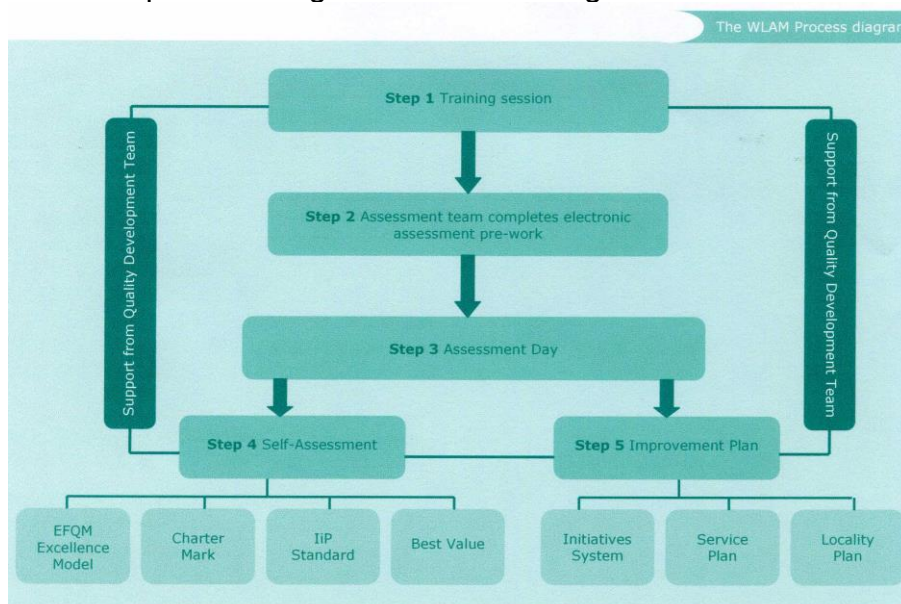 The WLAM Process diagram
Step 1 Training session
Support from Quality Development Team
Support from Quality Development Team
Step 2 Assessment team completes electronic
assessment pre-work
Step 3 Assessment Day
Step 4 Self-Assessment
Step 5 Improvement Plan
EFQM
Excellence
Model
Charter
Mark
IiP
Standard
Best Value
Initiatives
System
Service
Plan
Locality
Plan